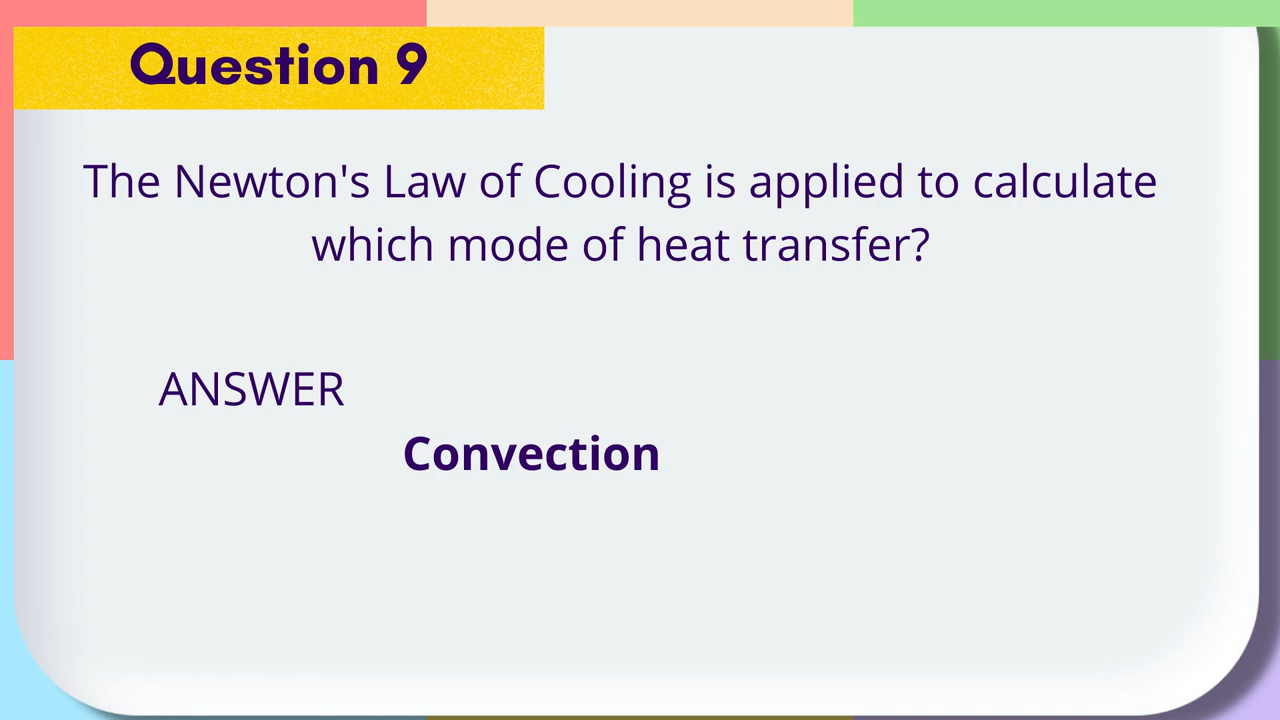 Question 9
The Newton's Law of Cooling is applied to calculate
which mode of heat transfer?
ANSWER
Convection